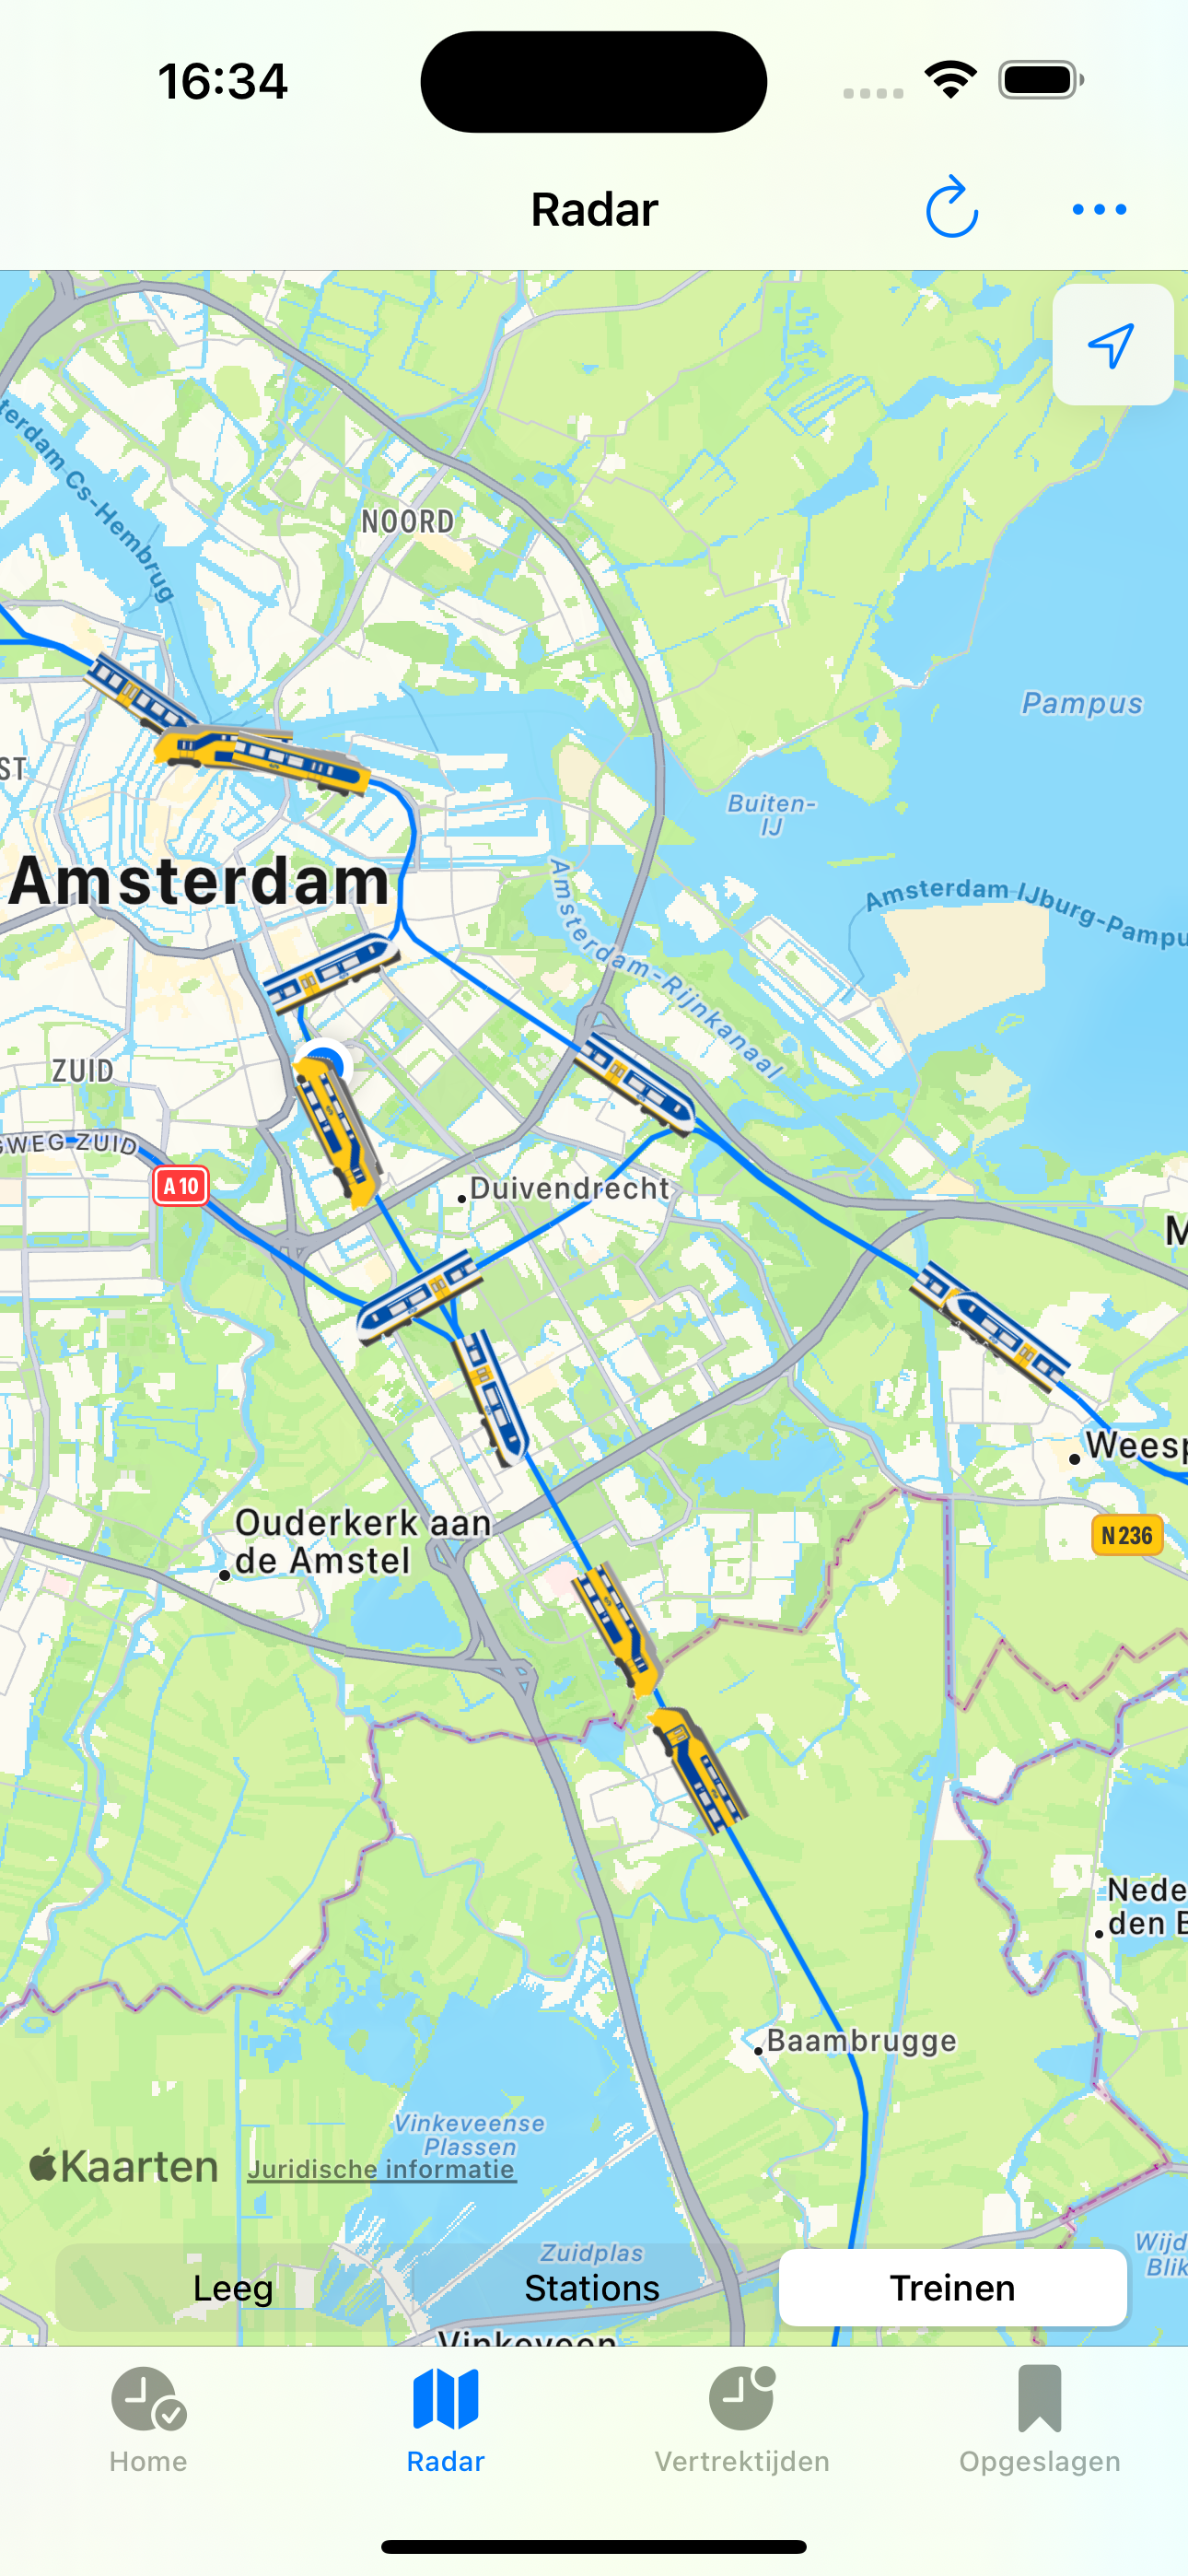 16:34
Radar
terdam Cs-Hembrug
NOORD
Pampus
ST
Buiten-
IJ
Amsterdam
Amsterdam IJburg-Pampu
Amsterdam-Rijnkanaal
ZUID
GWEG ZUID
A 10
Duivendrecht
M
Weesp
Ouderkerk aan
de Amstel
N 236
Nede
den B
Baambrugge
Vinkeveense
Plassen
Kaarten
Juridische informatie
Zuidplas
Wijd
Blik
Leeg
Stations
Treinen
Vinkeveen
Home
Radar
Vertrektijden
Opgeslagen